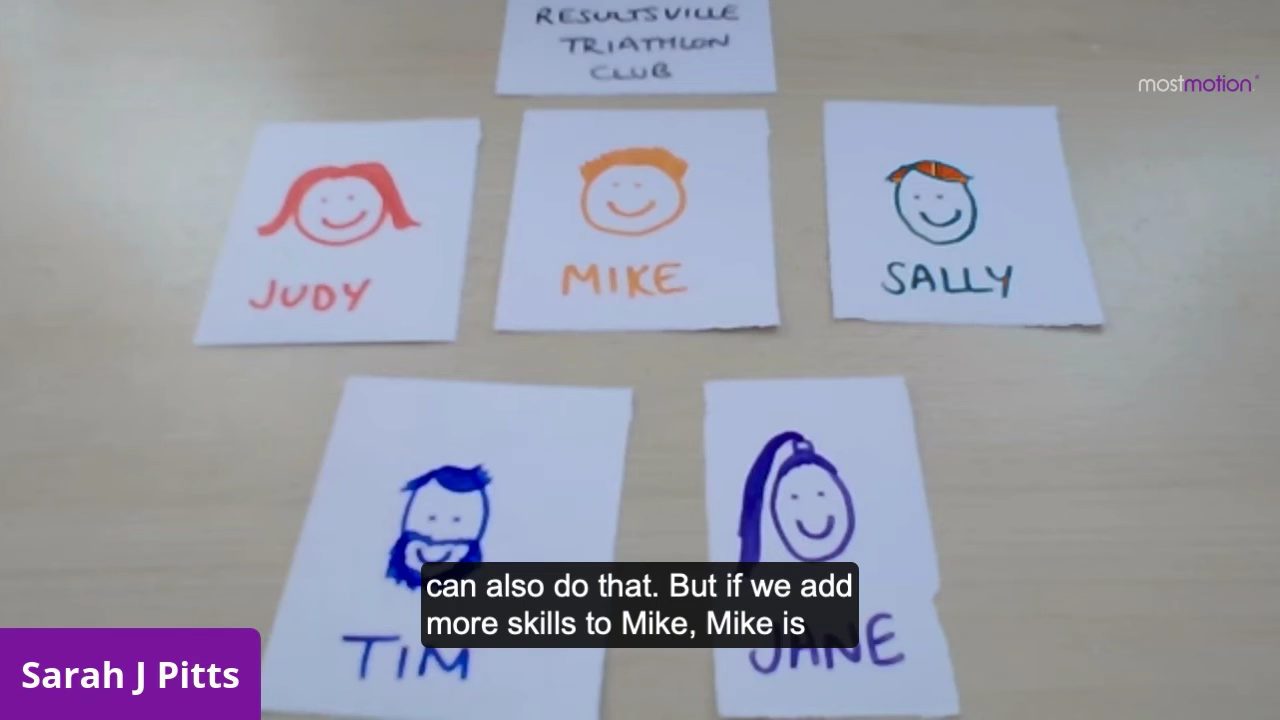 RESULTSVILLE
TRIATHLON
CLUB
mostmotion
JUDY
MIKE
SALLY
can also do that. But if we add
more skills to Mike, Mike is
TIM
JANE
Sarah J Pitts